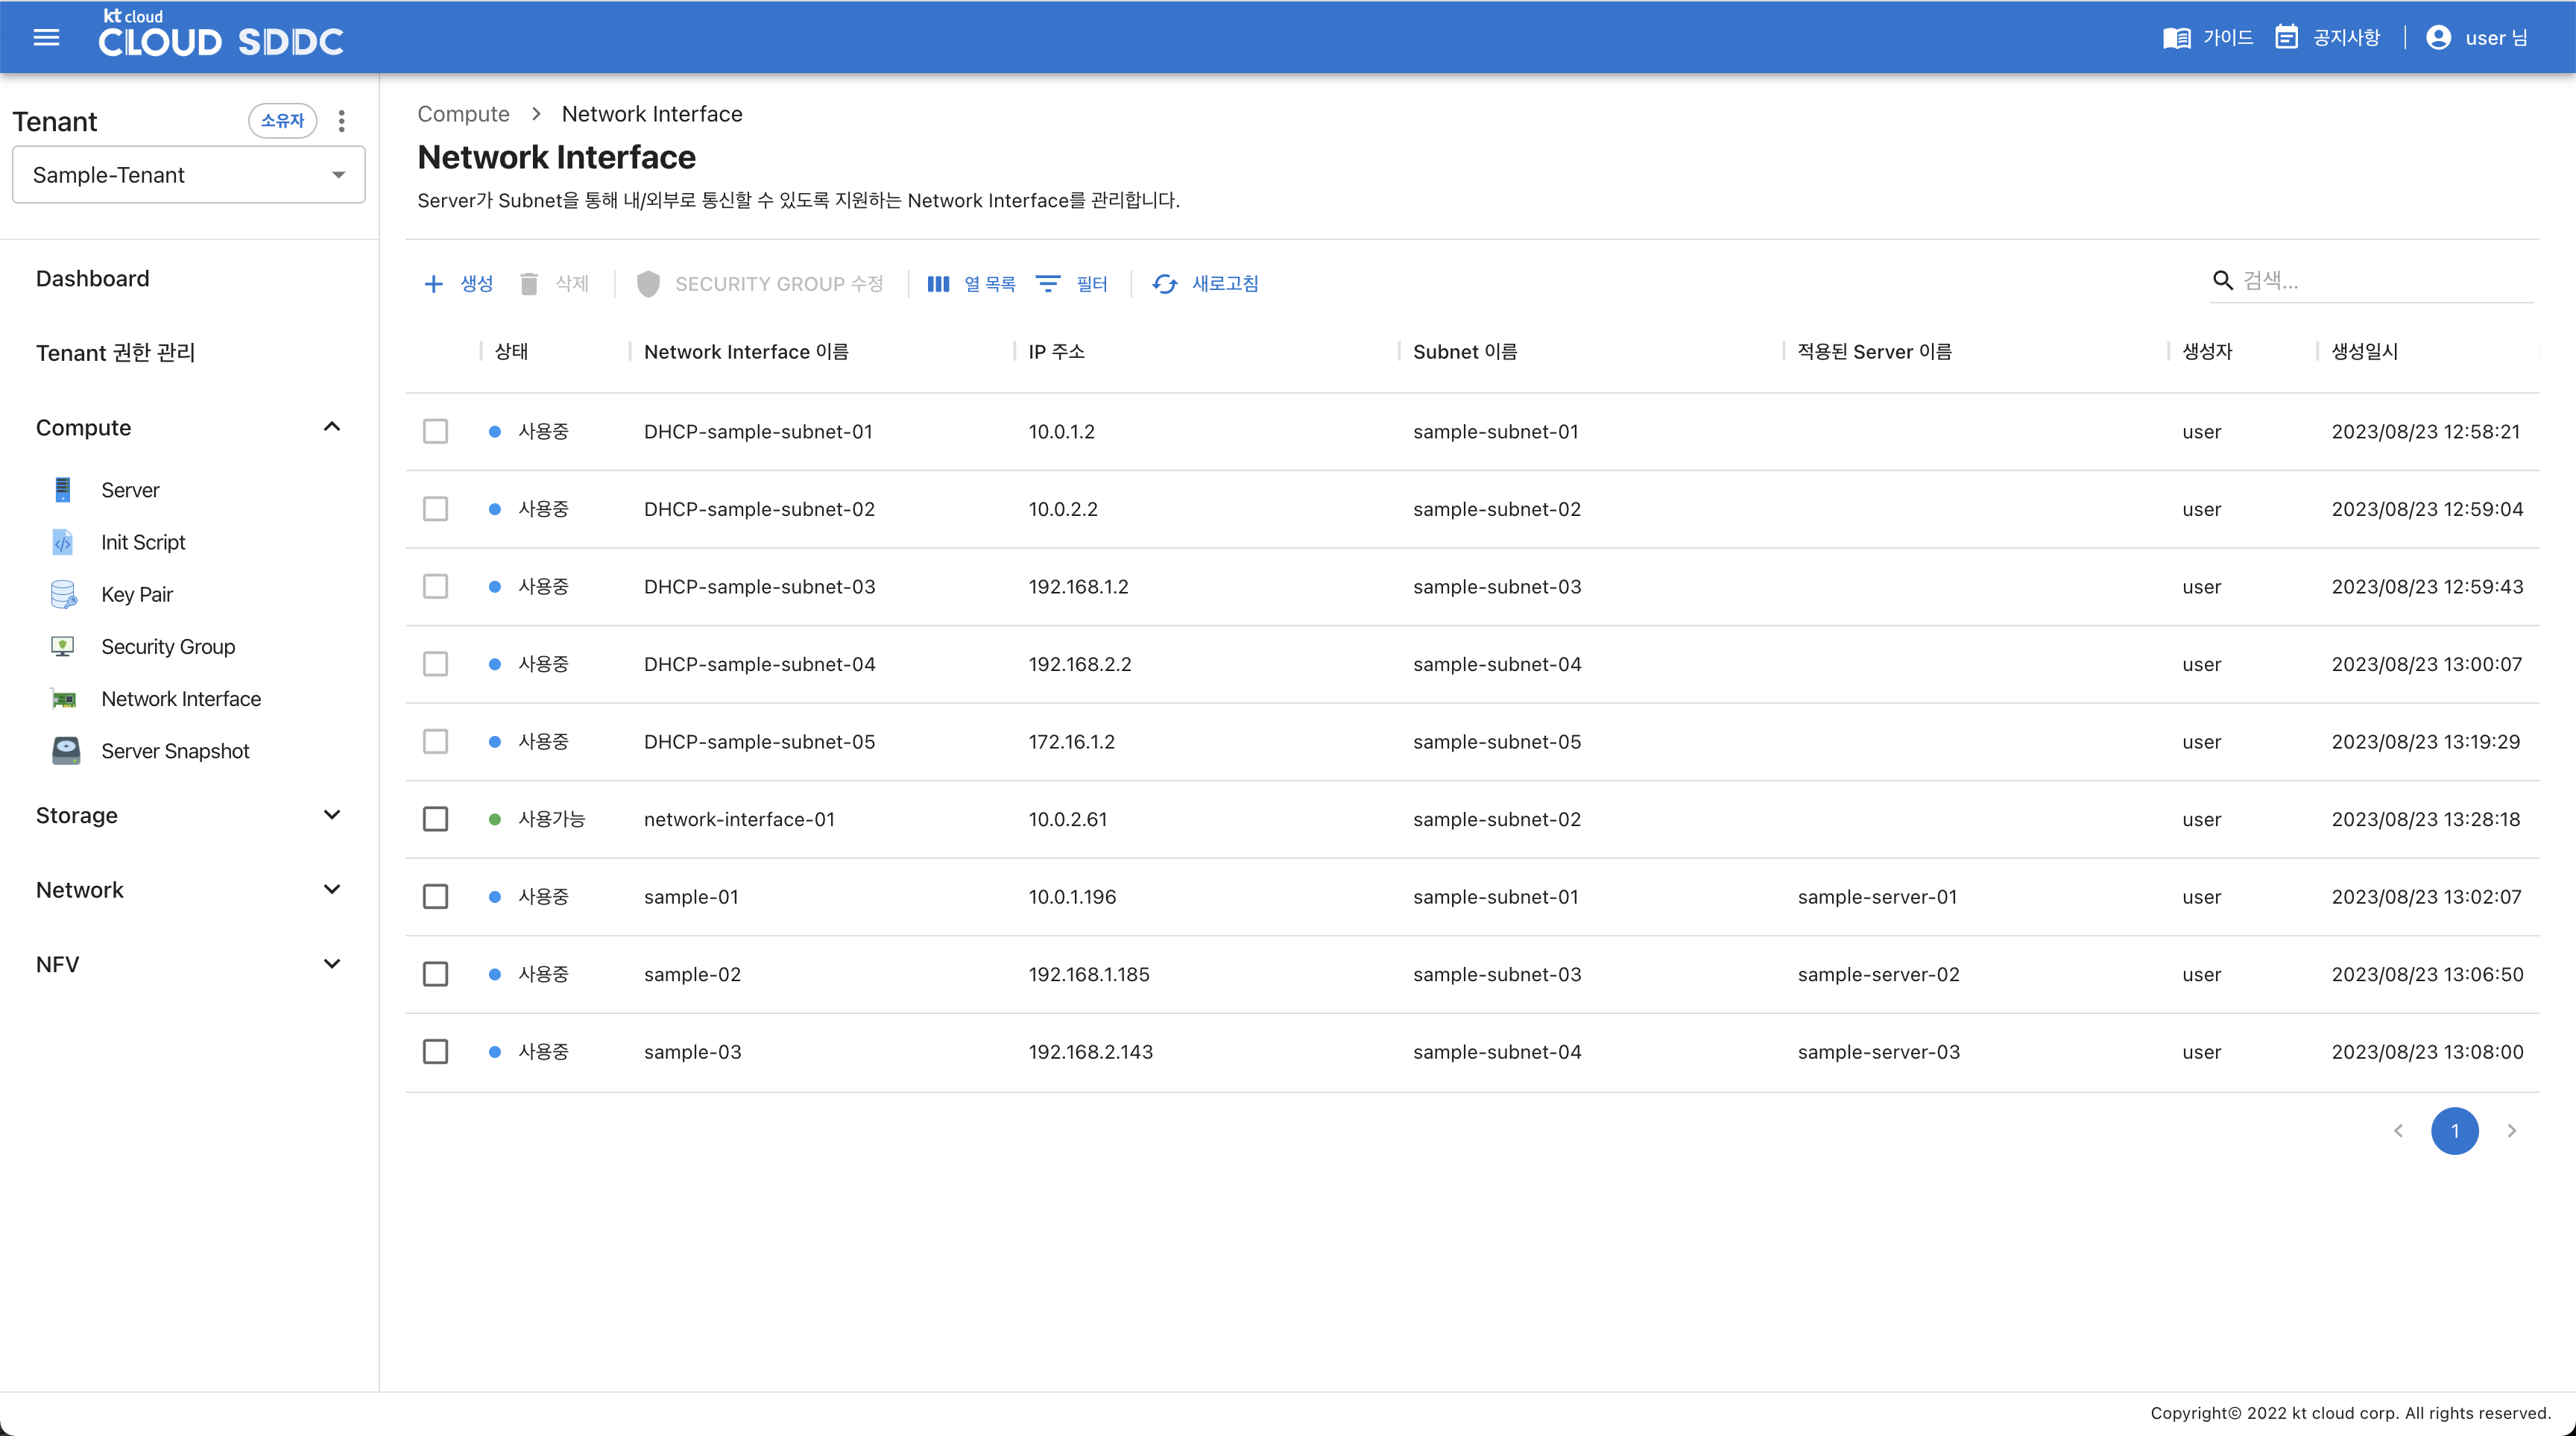 kt cloud
CLOUD SDDC
가이드 공지사항 user 님
Tenant 소유자
Sample-Tenant
Dashboard
Tenant 권한 관리
Compute
Server
Init Script
Key Pair
Security Group
Network Interface
Server Snapshot
Storage
Network
NFV
Compute > Network Interface
Network Interface
Server가 Subnet을 통해 내/외부로 통신할 수 있도록 지원하는 Network Interface를 관리합니다.
생성 삭제 SECURITY GROUP 수정 열 목록 필터 새로고침 검색...
상태 Network Interface 이름 IP 주소 Subnet 이름 적용된 Server 이름 생성자 생성일시
사용중 DHCP-sample-subnet-01 10.0.1.2 sample-subnet-01 user 2023/08/23 12:58:21
사용중 DHCP-sample-subnet-02 10.0.2.2 sample-subnet-02 user 2023/08/23 12:59:04
사용중 DHCP-sample-subnet-03 192.168.1.2 sample-subnet-03 user 2023/08/23 12:59:43
사용중 DHCP-sample-subnet-04 192.168.2.2 sample-subnet-04 user 2023/08/23 13:00:07
사용중 DHCP-sample-subnet-05 172.16.1.2 sample-subnet-05 user 2023/08/23 13:19:29
사용가능 network-interface-01 10.0.2.61 sample-subnet-02 user 2023/08/23 13:28:18
사용중 sample-01 10.0.1.196 sample-subnet-01 sample-server-01 user 2023/08/23 13:02:07
사용중 sample-02 192.168.1.185 sample-subnet-03 sample-server-02 user 2023/08/23 13:06:50
사용중 sample-03 192.168.2.143 sample-subnet-04 sample-server-03 user 2023/08/23 13:08:00
1
Copyright© 2022 kt cloud corp. All rights reserved.